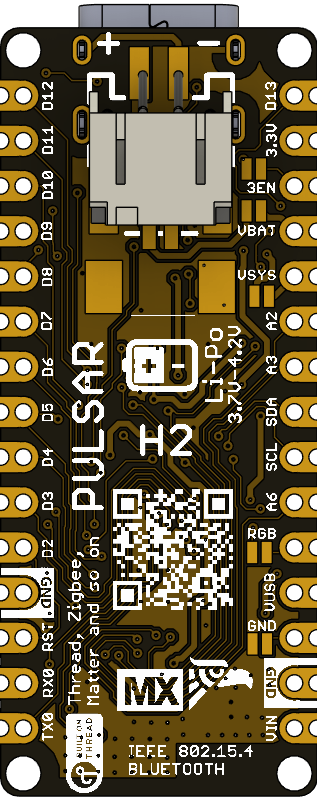 + -
D12
D11
D10
D9
D8
D7
D6
D5
D4
D3
D2
GND
RST
RX0
TX0
D13
3.3V
3EN
VBAT
VSYS
A2
A3
SDA
SCL
A6
RGB
VUSB
GND
GND
VIN
+ -
Li-Po
3.7V-4.2V
PULSAR
H2
Thread, Zigbee,
Matter and so on
BUILT ON
THREAD
MX
IEEE 802.15.4
BLUETOOTH